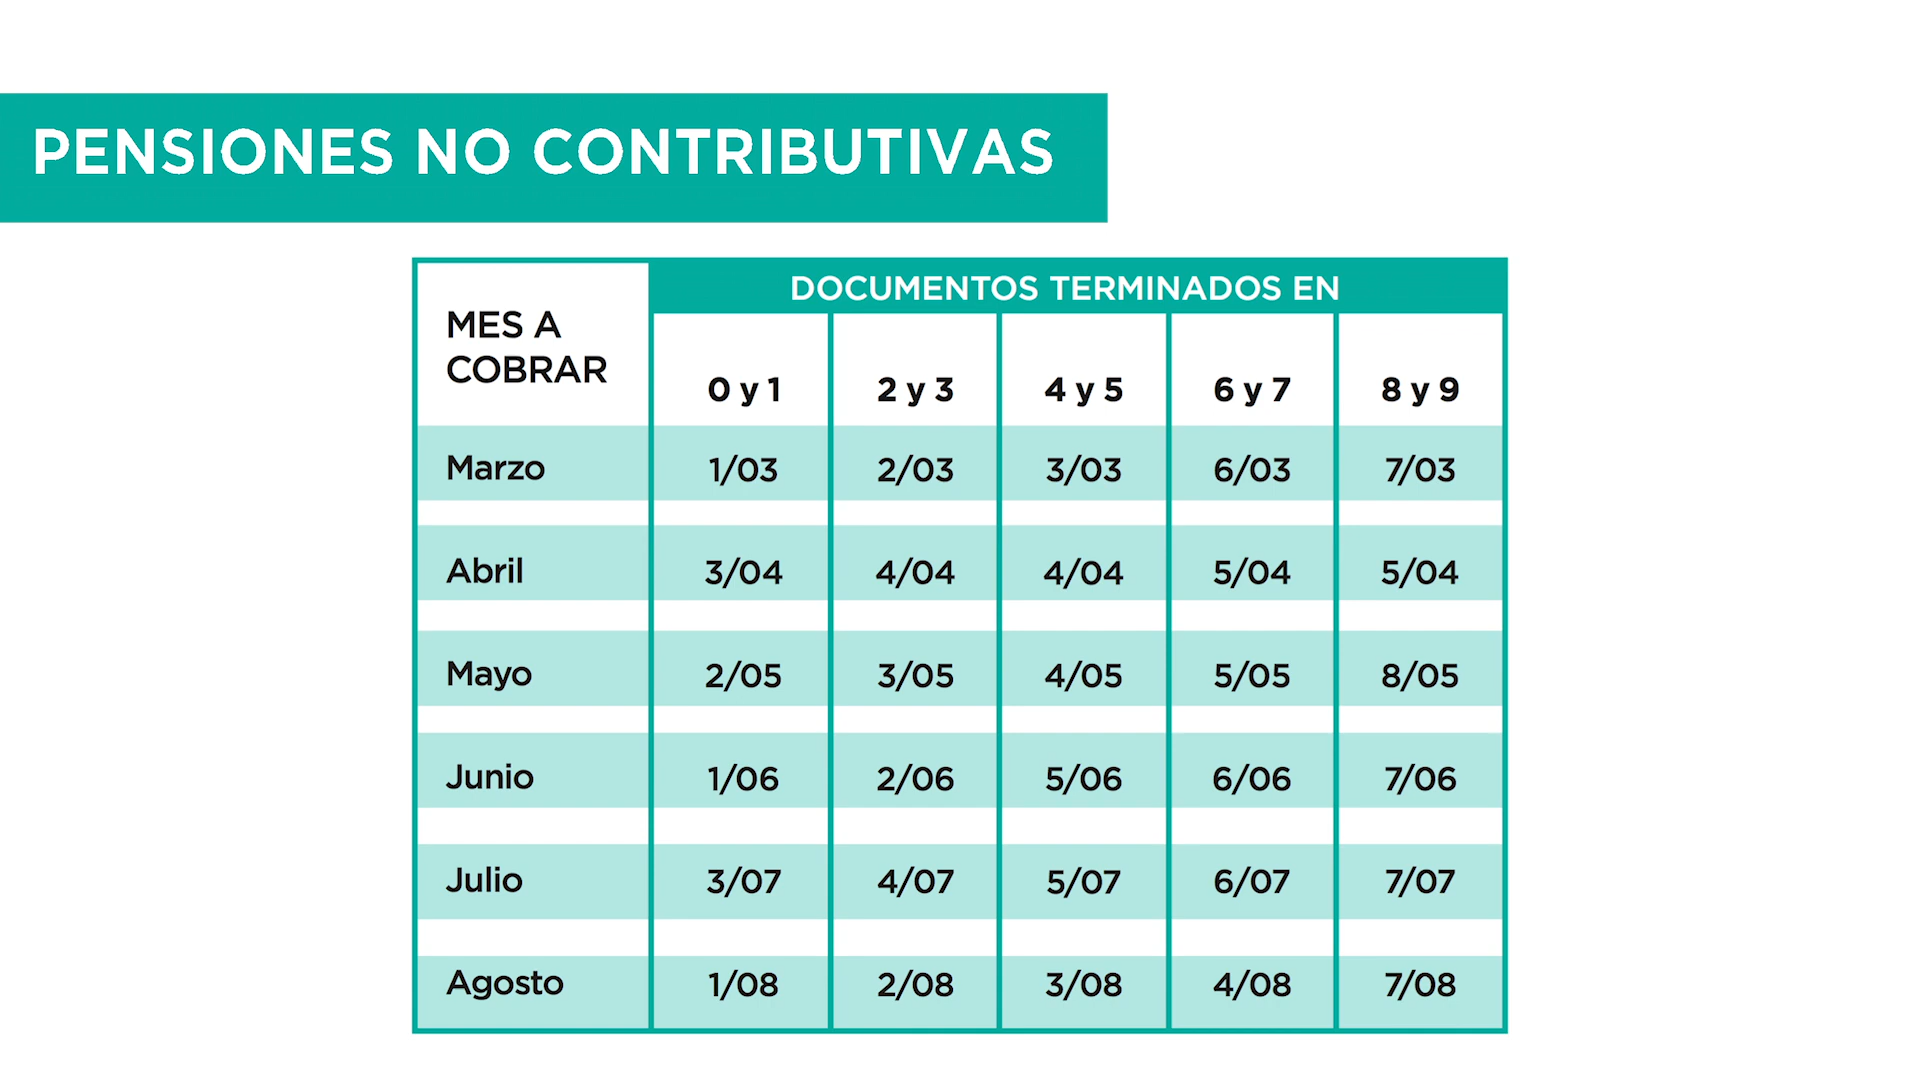 PENSIONES NO CONTRIBUTIVAS
MES A
COBRAR
DOCUMENTOS TERMINADOS EN
0 y 1 2 y 3 4 y 5 6 y 7 8 y 9
Marzo 1/03 2/03 3/03 6/03 7/03
Abril 3/04 4/04 4/04 5/04 5/04
Mayo 2/05 3/05 4/05 5/05 8/05
Junio 1/06 2/06 5/06 6/06 7/06
Julio 3/07 4/07 5/07 6/07 7/07
Agosto 1/08 2/08 3/08 4/08 7/08